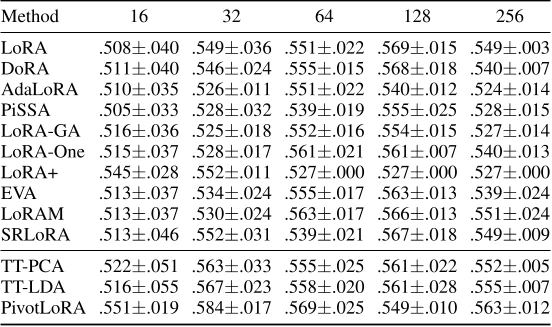 Method 16 32 64 128 256
LoRA .508±.040 .549±.036 .551±.022 .569±.015 .549±.003
DoRA .511±.040 .546±.024 .555±.015 .568±.018 .540±.007
AdaLoRA .510±.035 .526±.011 .551±.022 .540±.012 .524±.014
PiSSA .505±.033 .528±.032 .539±.019 .555±.025 .528±.015
LoRA-GA .516±.036 .525±.018 .552±.016 .554±.015 .527±.014
LoRA-One .515±.037 .528±.017 .561±.021 .561±.007 .540±.013
LoRA+ .545±.028 .552±.011 .527±.000 .527±.000 .527±.000
EVA .513±.037 .534±.024 .555±.017 .563±.013 .539±.024
LoRAM .513±.037 .530±.024 .563±.017 .566±.013 .551±.024
SRLoRA .513±.046 .552±.031 .539±.021 .567±.018 .549±.009
TT-PCA .522±.051 .563±.033 .555±.025 .561±.022 .552±.005
TT-LDA .516±.055 .567±.023 .558±.020 .561±.028 .555±.007
PivotLoRA .551±.019 .584±.017 .569±.025 .549±.010 .563±.012